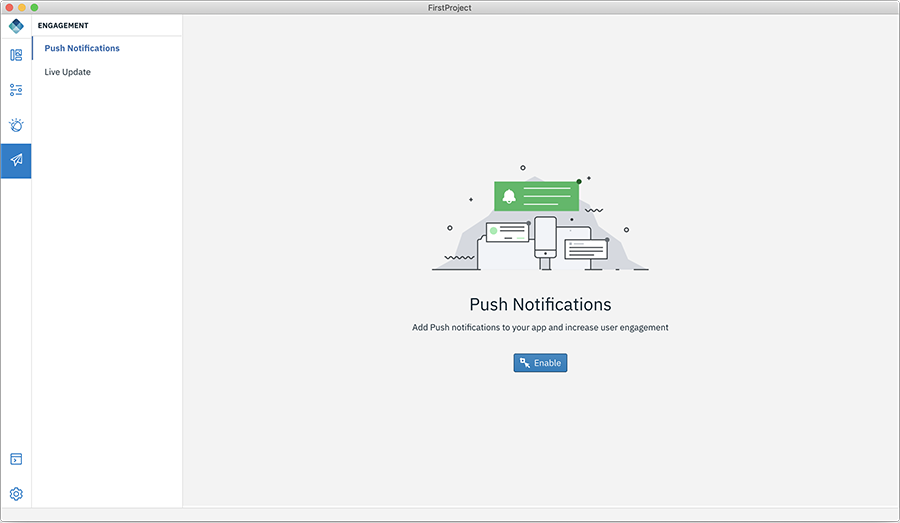 FirstProject
ENGAGEMENT
Push Notifications
Live Update
Push Notifications
Add Push notifications to your app and increase user engagement
Enable